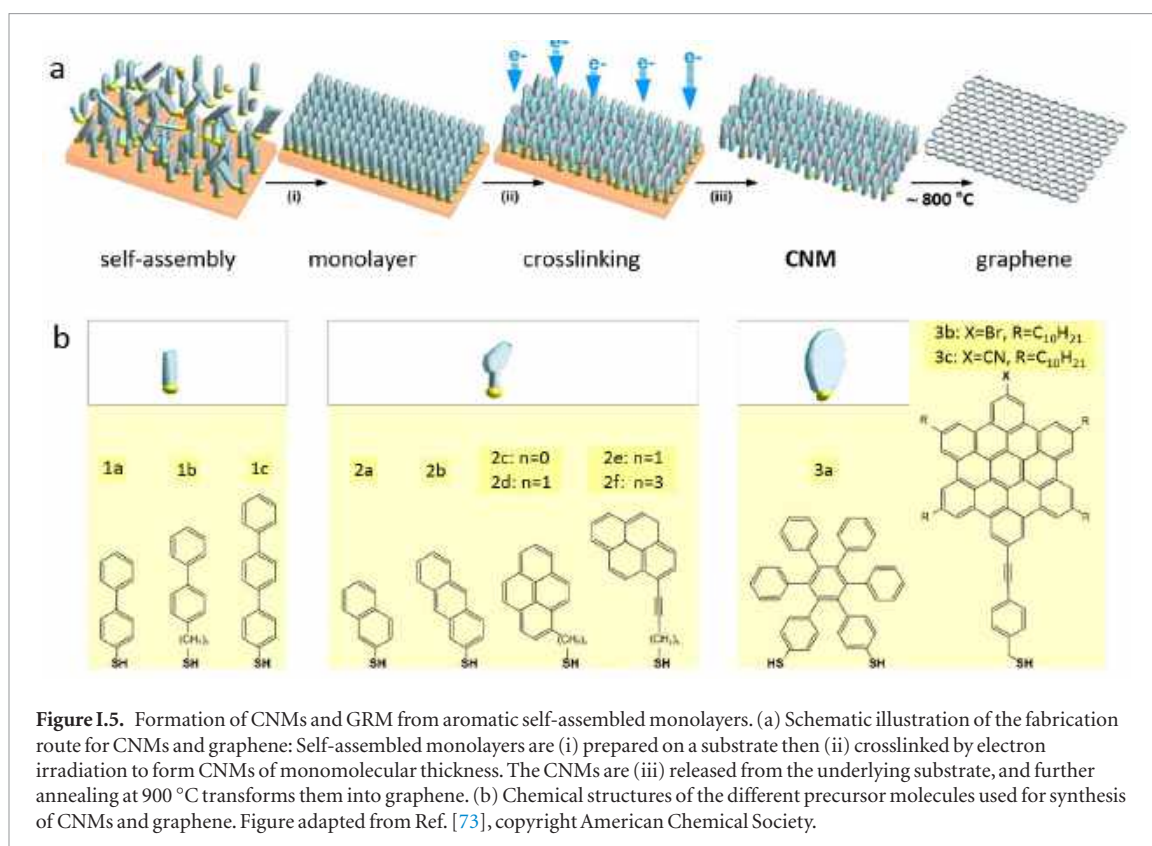 a
e- e- e- e- e-
(i) (ii) (iii) ~ 800 °C
self-assembly monolayer crosslinking CNM graphene
b
3b: X=Br, R=C₁₀H₂₁
3c: X=CN, R=C₁₀H₂₁
X
R R
R R
1a 1b 1c
2a 2b
2c: n=0
2d: n=1
2e: n=1
2f: n=3
3a
SH SH SH SH SH SH SH HS SH SH
Figure I.5. Formation of CNMs and GRM from aromatic self-assembled monolayers. (a) Schematic illustration of the fabrication
route for CNMs and graphene: Self-assembled monolayers are (i) prepared on a substrate then (ii) crosslinked by electron
irradiation to form CNMs of monomolecular thickness. The CNMs are (iii) released from the underlying substrate, and further
annealing at 900 °C transforms them into graphene. (b) Chemical structures of the different precursor molecules used for synthesis
of CNMs and graphene. Figure adapted from Ref. [73], copyright American Chemical Society.